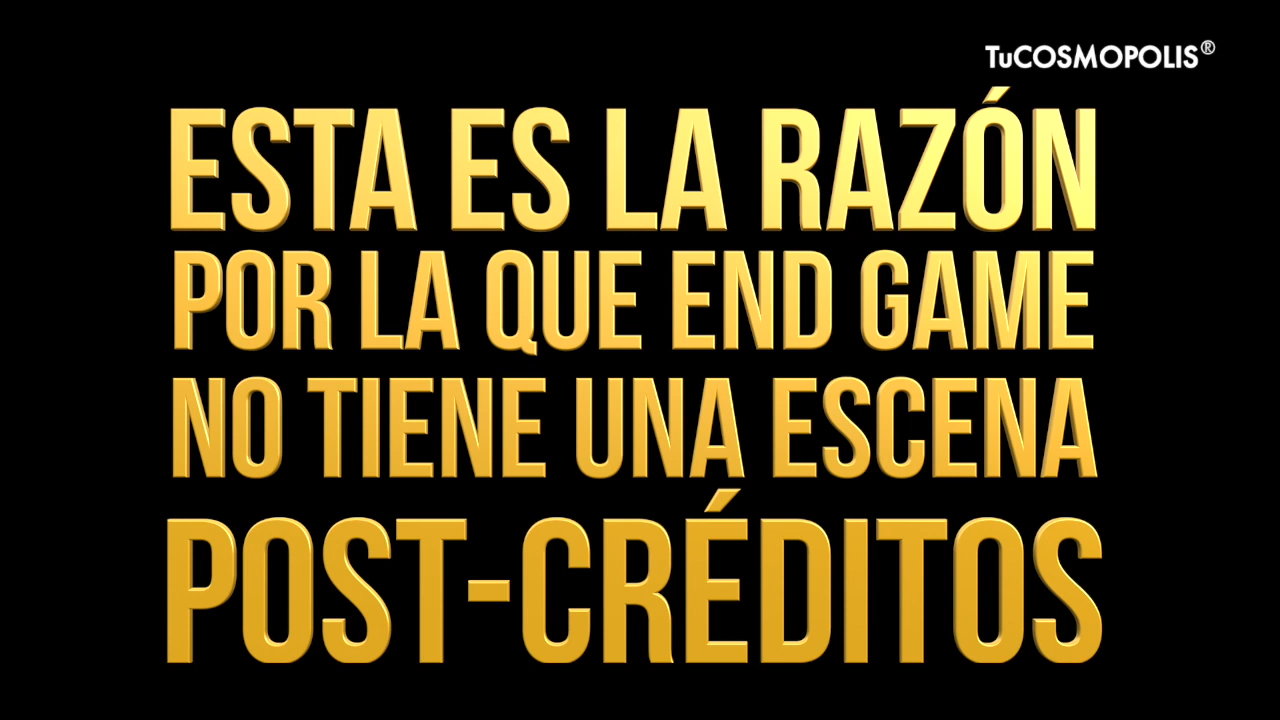 TuCOSMOPOLIS®
ESTA ES LA RAZÓN
POR LA QUE END GAME
NO TIENE UNA ESCENA
POST-CRÉDITOS